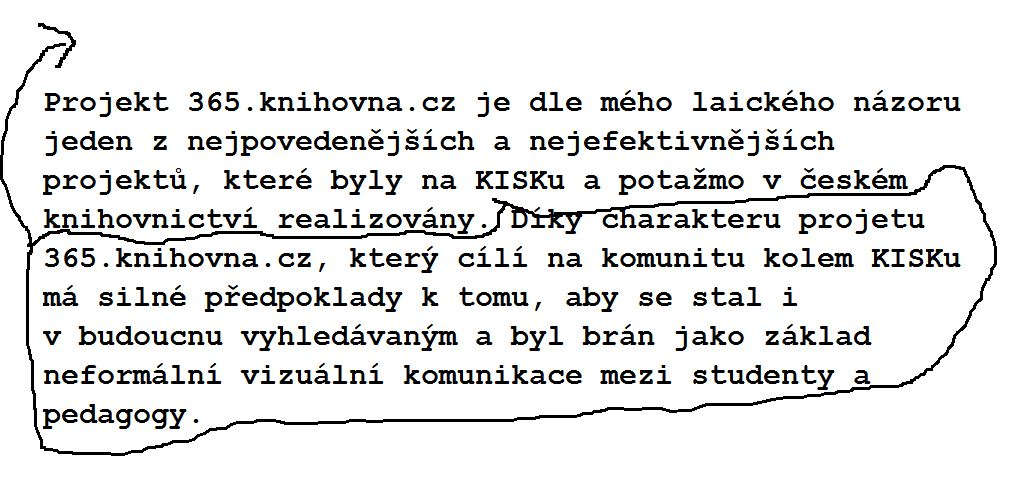 Projekt 365.knihovna.cz je dle mého laického názoru
jeden z nejpovedenějších a nejefektivnějších
projektů, které byly na KISKu a potažmo v českém
knihovnictví realizovány. Díky charakteru projetu
365.knihovna.cz, který cílí na komunitu kolem KISKu
má silné předpoklady k tomu, aby se stal i
v budoucnu vyhledávaným a byl brán jako základ
neformální vizuální komunikace mezi studenty a
pedagogy.